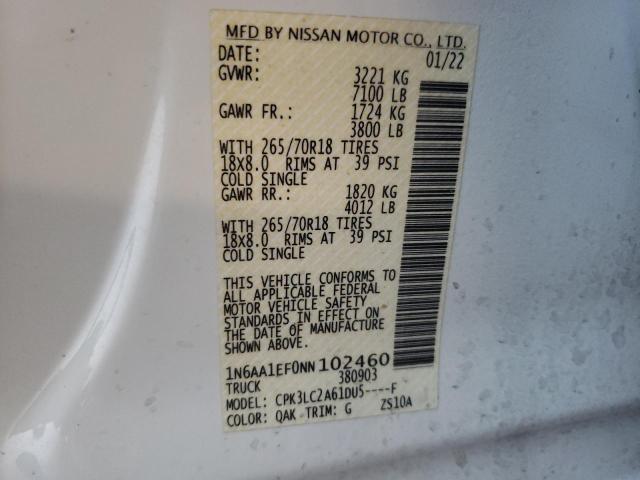 MFD BY NISSAN MOTOR CO., LTD.
DATE: 01/22
GVWR: 3221 KG
7100 LB
GAWR FR.: 1724 KG
3800 LB
WITH 265/70R18 TIRES
18X8.0 RIMS AT 39 PSI
COLD SINGLE
GAWR RR.: 1820 KG
4012 LB
WITH 265/70R18 TIRES
18X8.0 RIMS AT 39 PSI
COLD SINGLE
THIS VEHICLE CONFORMS TO
ALL APPLICABLE FEDERAL
MOTOR VEHICLE SAFETY
STANDARDS IN EFFECT ON
THE DATE OF MANUFACTURE
SHOWN ABOVE.
1N6AA1EF0NN102460
TRUCK 380903
MODEL: CPK3LC2A61DU5----F
COLOR: QAK TRIM: G ZS10A